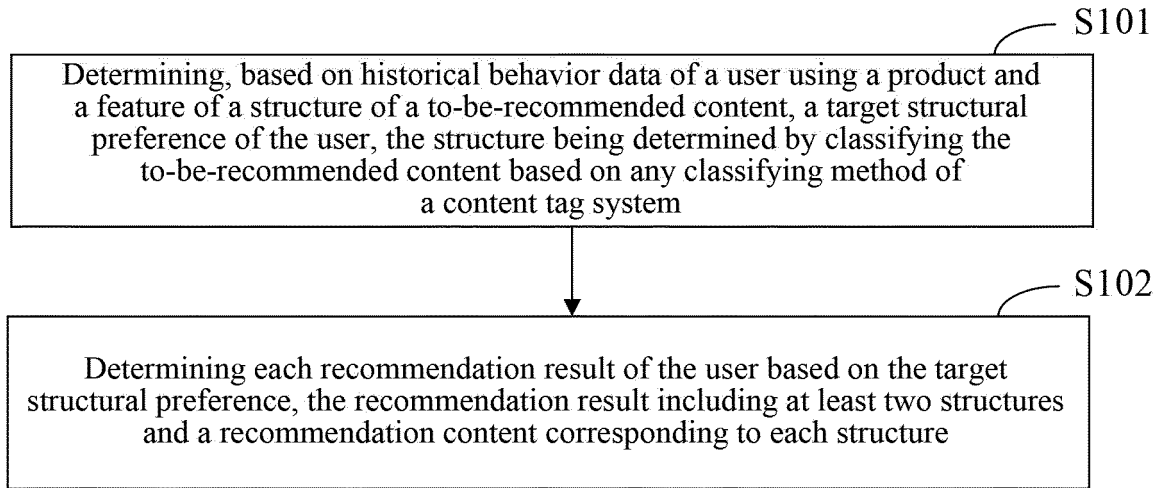 S101
Determining, based on historical behavior data of a user using a product and
a feature of a structure of a to-be-recommended content, a target structural
preference of the user, the structure being determined by classifying the
to-be-recommended content based on any classifying method of
a content tag system
S102
Determining each recommendation result of the user based on the target
structural preference, the recommendation result including at least two structures
and a recommendation content corresponding to each structure